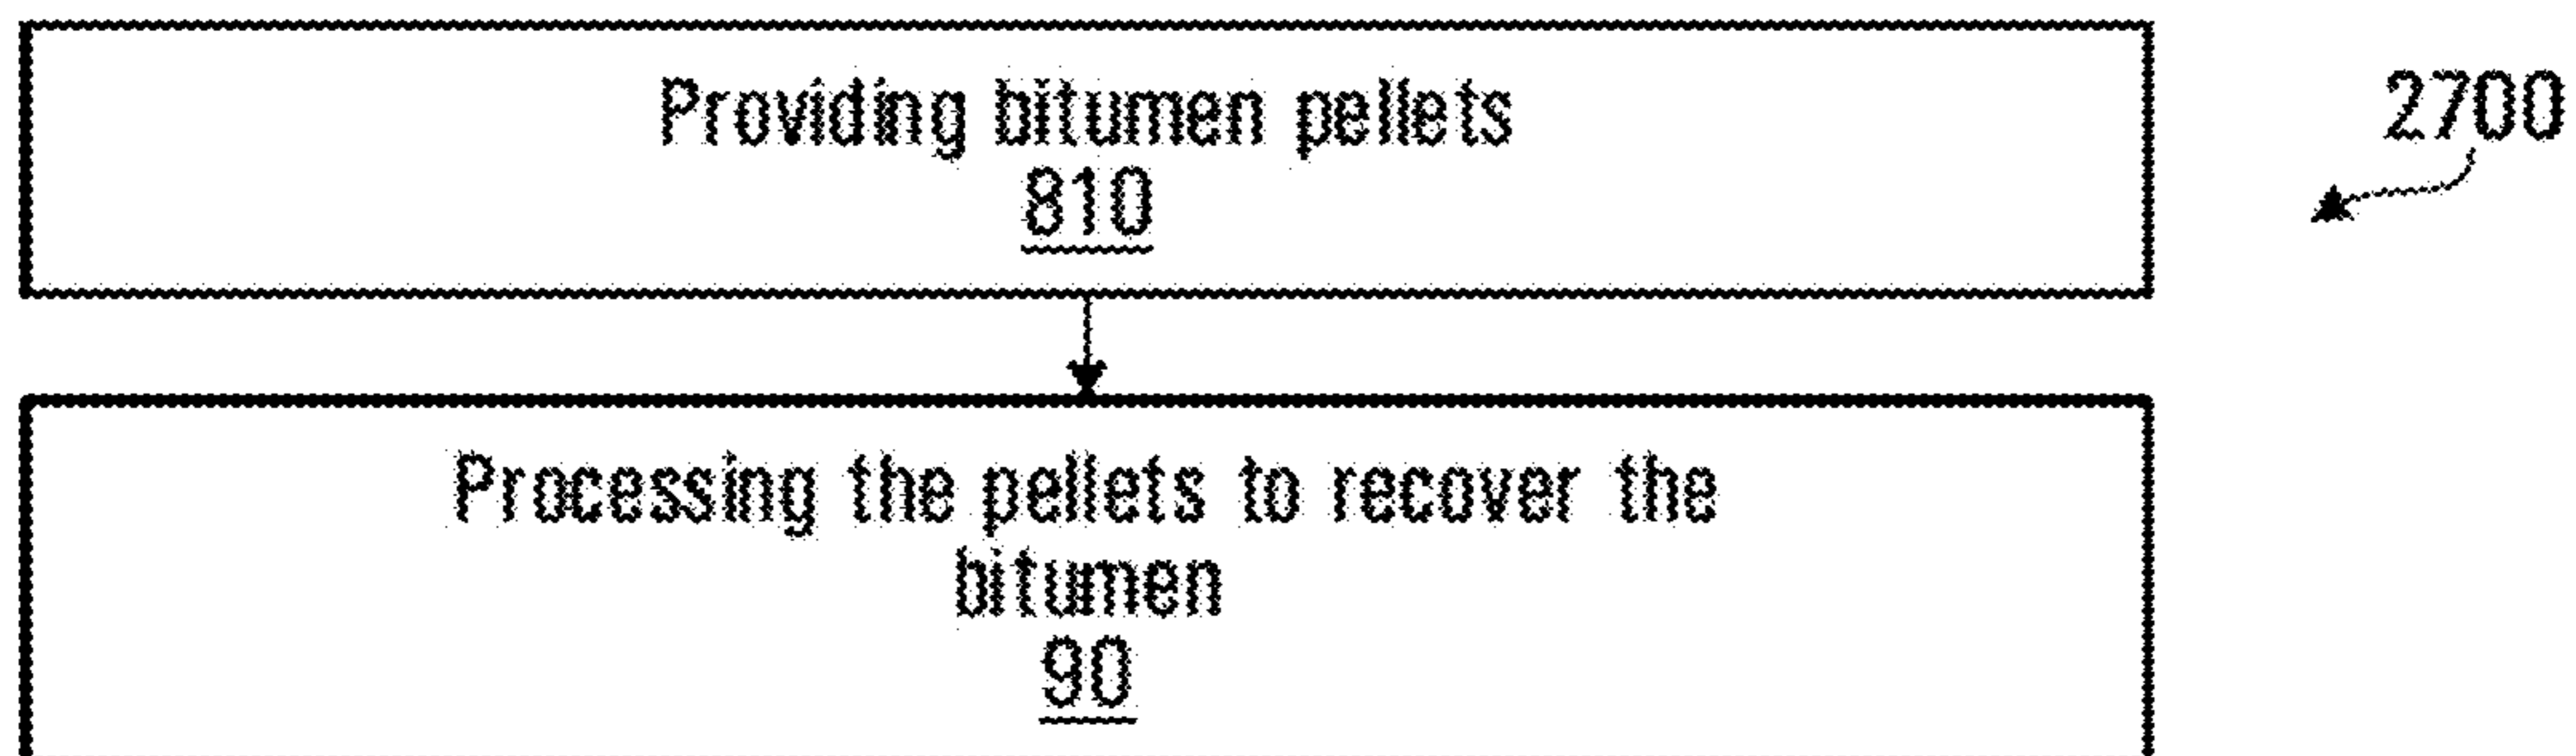 Providing bitumen pellets
810
2700
Processing the pellets to recover the
bitumen
90